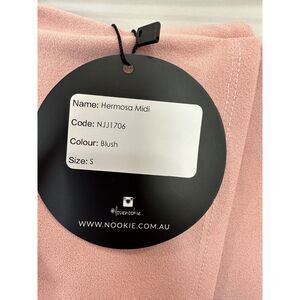 Name: Hermosa Midi
Code: NJJ1706
Colour: Blush
Size: S
#lovenookie
WWW.NOOKIE.COM.AU